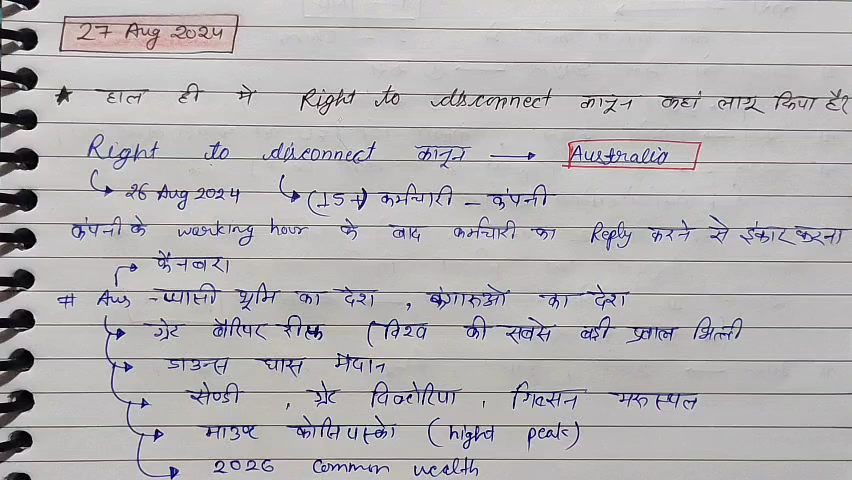 27 Aug 2024
★ हाल ही मे Right to disconnect कानून कहां लागू किया है?
Right to disconnect कानून → Australia
↳ 26 Aug 2024 ↳ (15+) कर्मचारी - कंपनी
कंपनी के working hour के बाद कर्मचारी का Reply करने से इंकार करना
→ कैनबरा
# Aus - प्यासी भूमि का देश, कंगारुओं का देश
→ ग्रेट बैरियर रीफ (विश्व की सबसे बडी प्रवाल भित्ती
→ डाउन्स घास मैदान
→ सेण्डी, ग्रेट विक्टोरिया, गिब्सन मरुस्थल
→ माउण्ट कोसियस्को (hight peak)
→ 2026 Common wealth